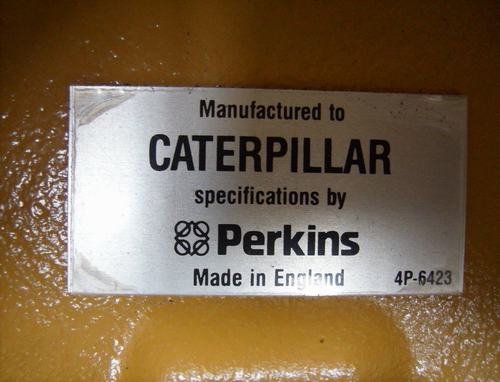 Manufactured to
CATERPILLAR
specifications by
Perkins
Made in England 4P-6423